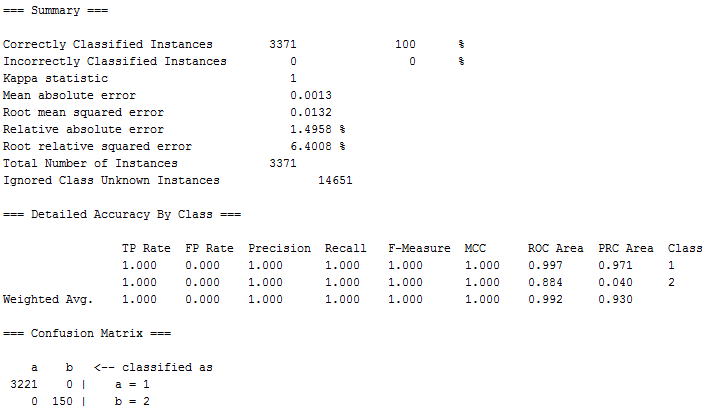 === Summary ===
Correctly Classified Instances 3371 100 %
Incorrectly Classified Instances 0 0 %
Kappa statistic 1
Mean absolute error 0.0013
Root mean squared error 0.0132
Relative absolute error 1.4958 %
Root relative squared error 6.4008 %
Total Number of Instances 3371
Ignored Class Unknown Instances 14651
=== Detailed Accuracy By Class ===
TP Rate FP Rate Precision Recall F-Measure MCC ROC Area PRC Area Class
1.000 0.000 1.000 1.000 1.000 1.000 0.997 0.971 1
1.000 0.000 1.000 1.000 1.000 1.000 0.884 0.040 2
Weighted Avg. 1.000 0.000 1.000 1.000 1.000 1.000 0.992 0.930
=== Confusion Matrix ===
a b <-- classified as
3221 0 | a = 1
0 150 | b = 2